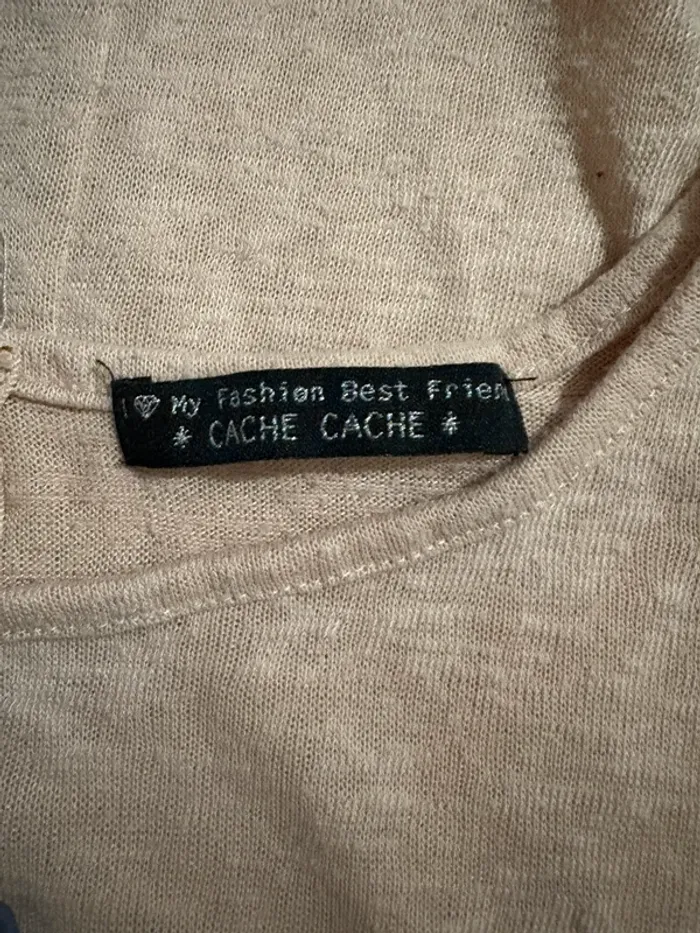 I 💎 My Fashion Best Frien
* CACHE CACHE *